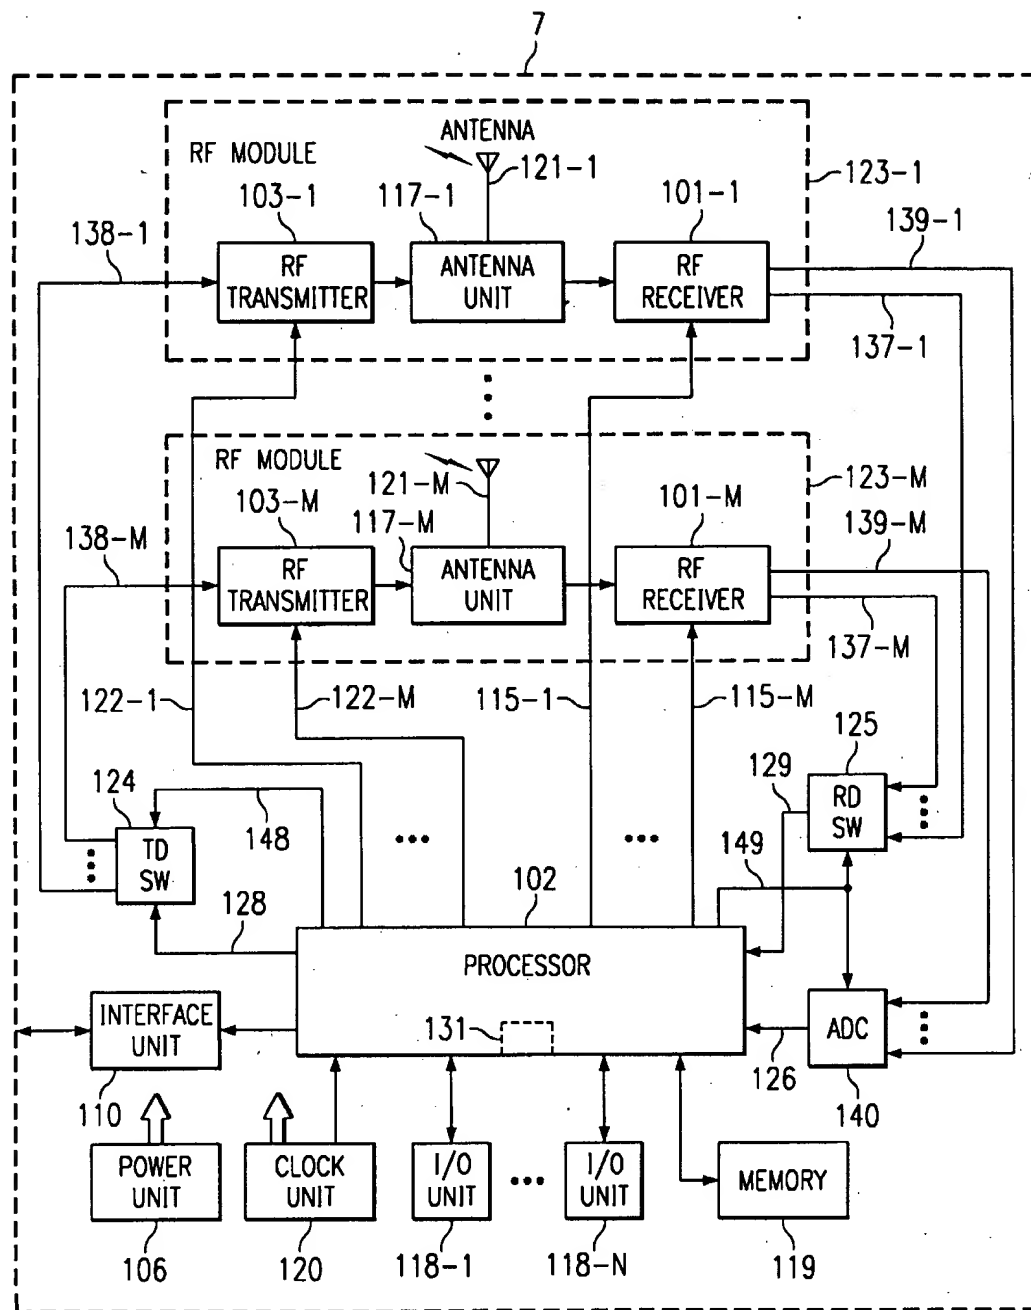 7
ANTENNA
RF MODULE
121-1
123-1
103-1
117-1
101-1
138-1
139-1
RF
TRANSMITTER
ANTENNA
UNIT
RF
RECEIVER
137-1
RF MODULE
121-M
123-M
103-M
117-M
101-M
138-M
139-M
RF
TRANSMITTER
ANTENNA
UNIT
RF
RECEIVER
137-M
122-1
122-M
115-1
115-M
125
124
129
RD
SW
148
TD
SW
149
102
128
PROCESSOR
INTERFACE
UNIT
131
ADC
126
110
140
POWER
UNIT
CLOCK
UNIT
I/O
UNIT
I/O
UNIT
MEMORY
106
120
118-1
118-N
119